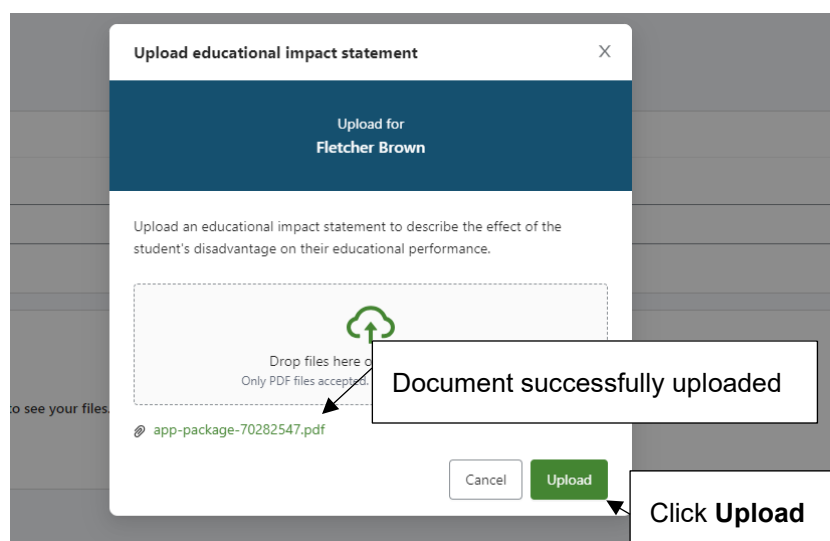 Upload educational impact statement
Upload for
Fletcher Brown
Upload an educational impact statement to describe the effect of the
student's disadvantage on their educational performance.
Drop files here o
Only PDF files accepted.
Document successfully uploaded
to see your files.
app-package-70282547.pdf
Cancel
Upload
Click Upload